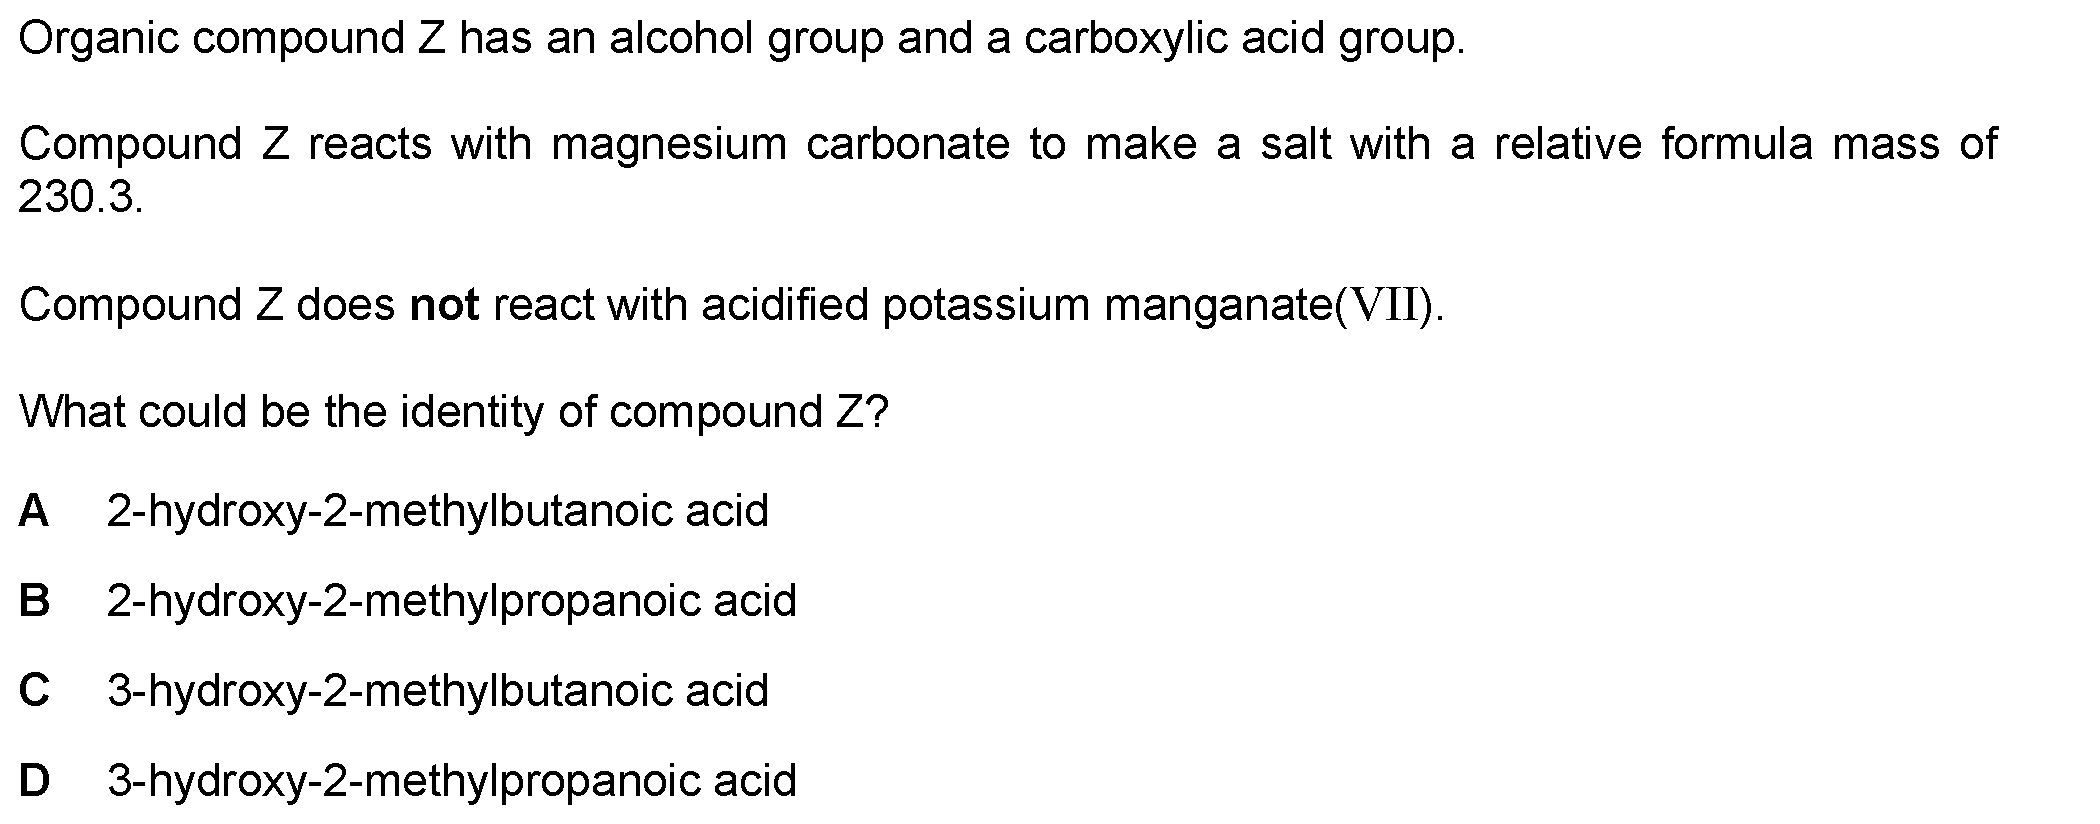 Organic compound Z has an alcohol group and a carboxylic acid group.
Compound Z reacts with magnesium carbonate to make a salt with a relative formula mass of
230.3.
Compound Z does not react with acidified potassium manganate(VII).
What could be the identity of compound Z?
A 2-hydroxy-2-methylbutanoic acid
B 2-hydroxy-2-methylpropanoic acid
C 3-hydroxy-2-methylbutanoic acid
D 3-hydroxy-2-methylpropanoic acid